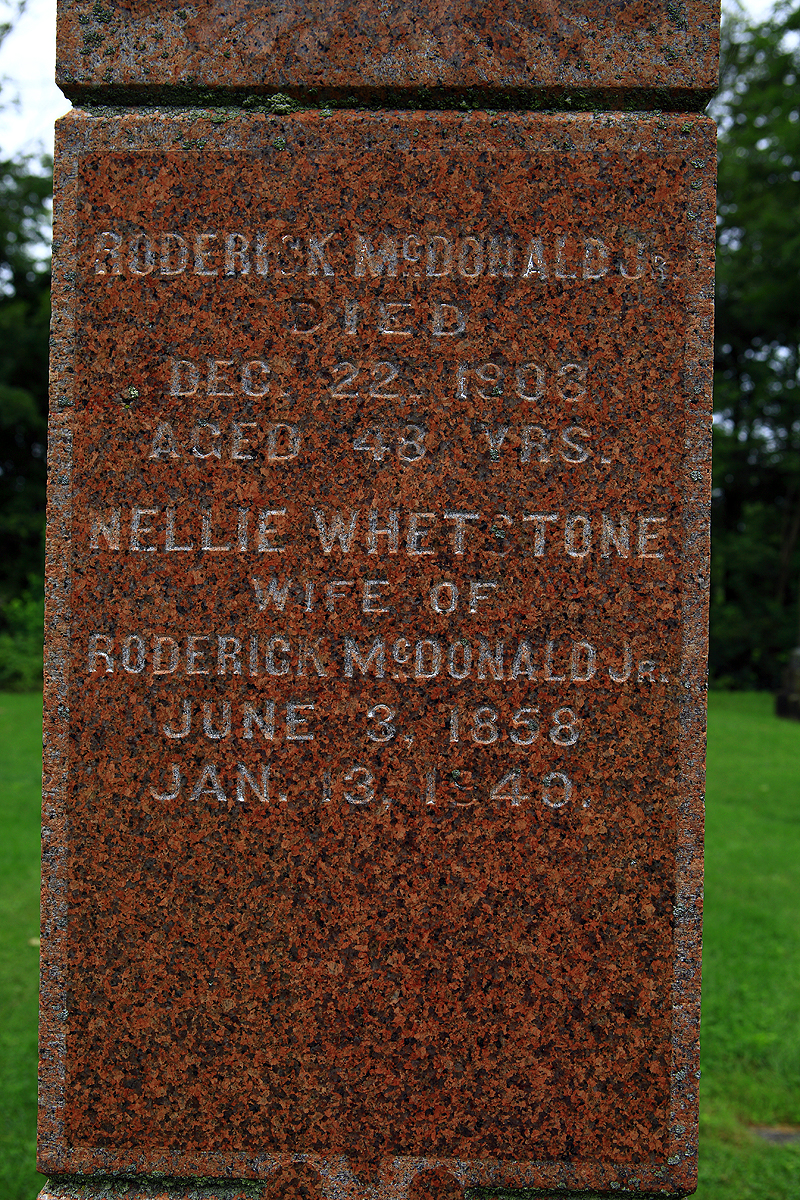 RODERICK McDONALD JR.
DIED
DEC. 22. 1903
AGED 48 YRS.
NELLIE WHETSTONE
WIFE OF
RODERICK McDONALD JR.
JUNE 3, 1858
JAN. 13, 1940.